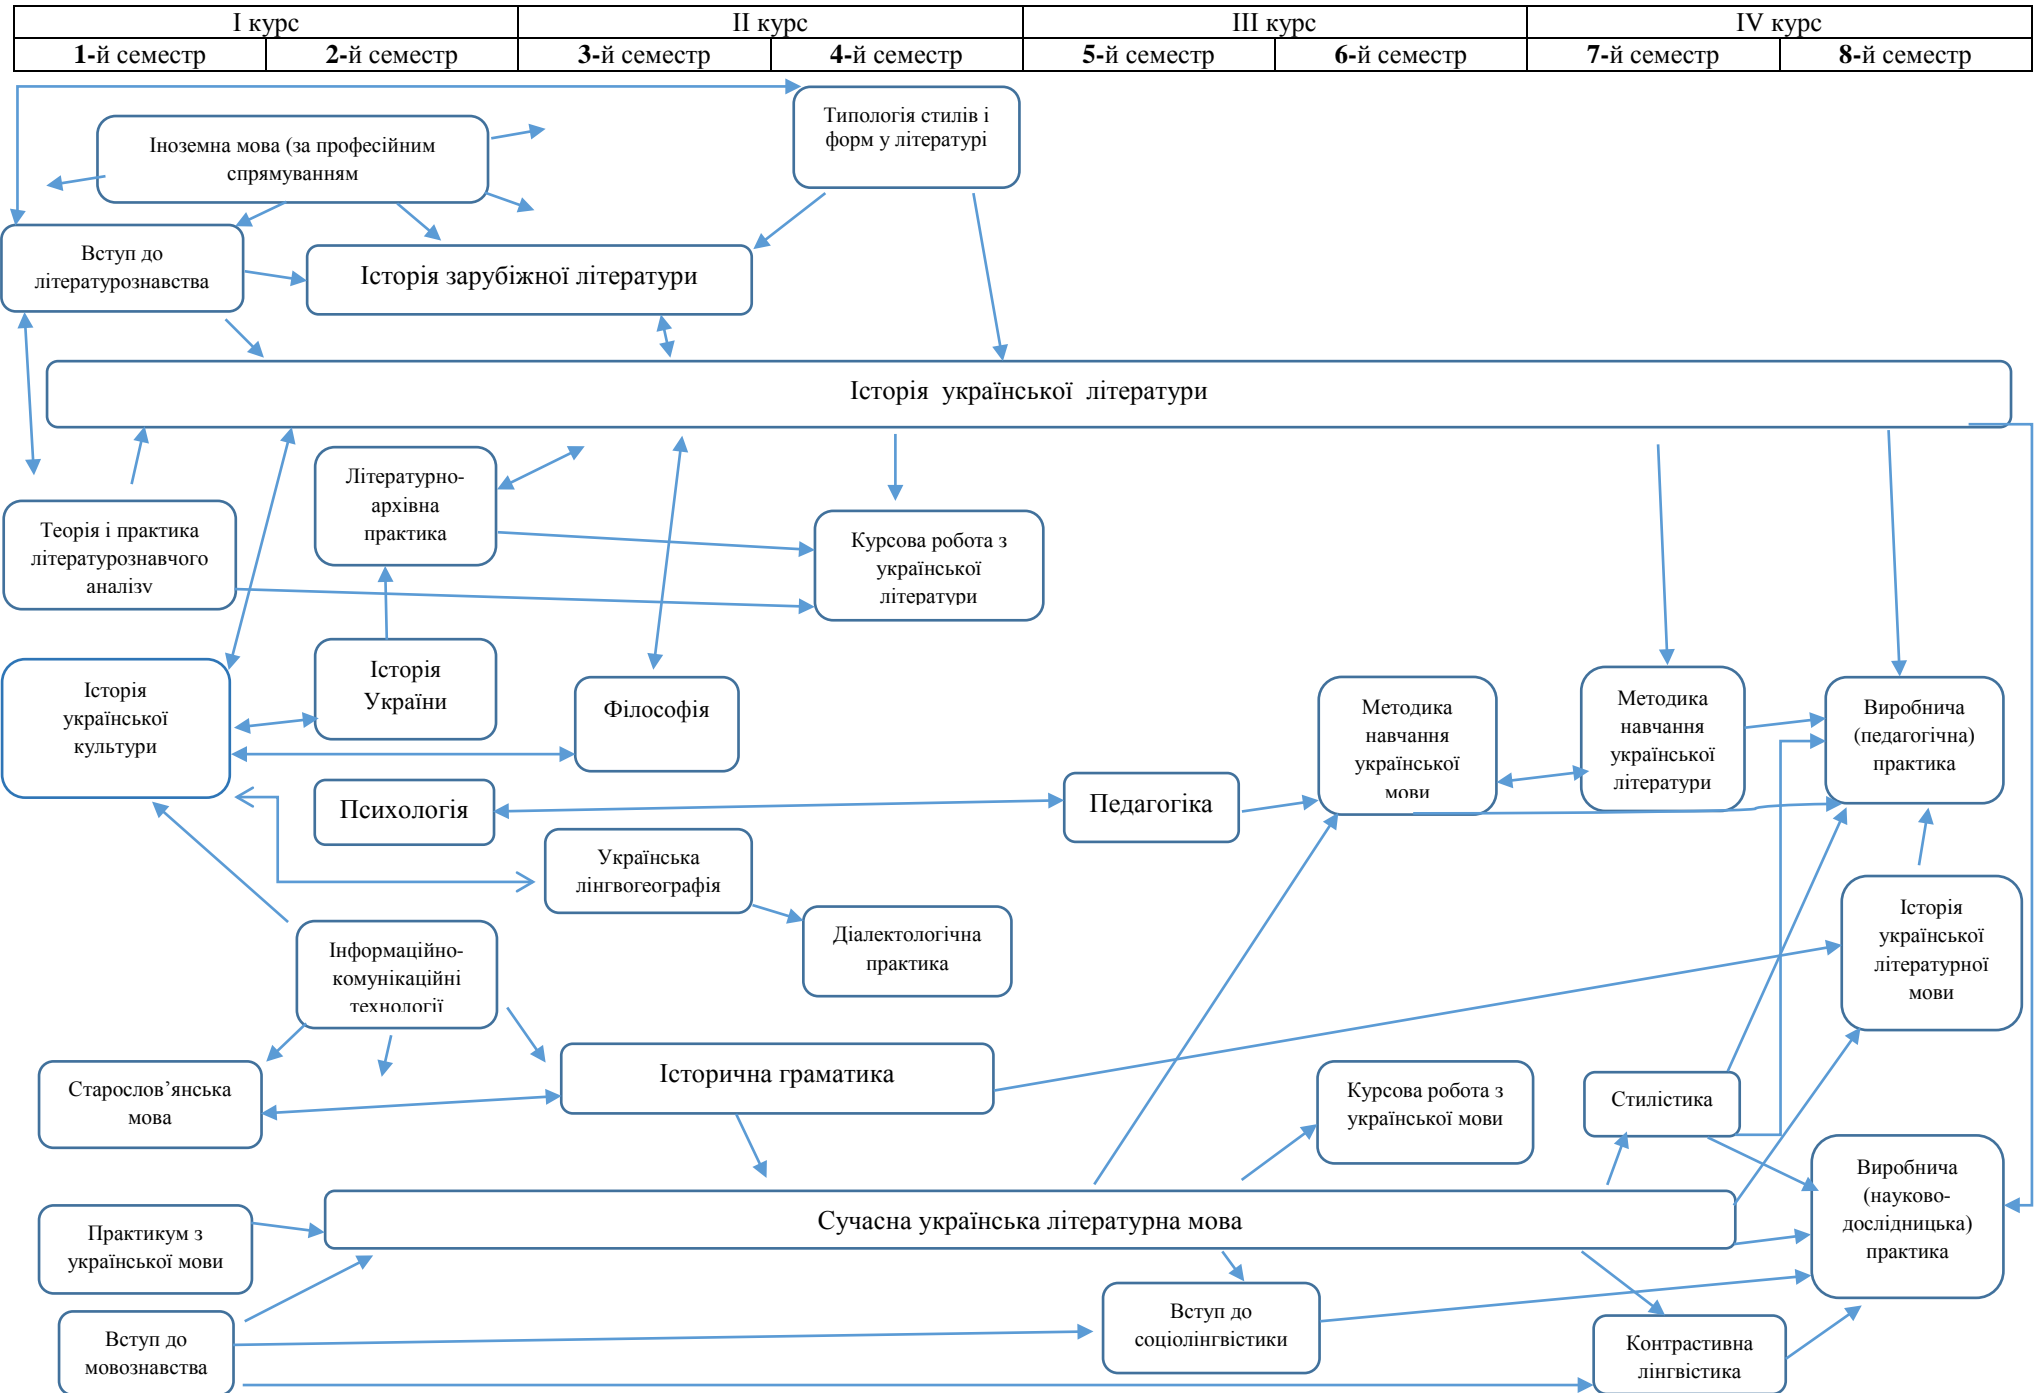 І курс
ІІ курс
ІІІ курс
IV курс
1-й семестр
2-й семестр
3-й семестр
4-й семестр
5-й семестр
6-й семестр
7-й семестр
8-й семестр
Типологія стилів і
форм у літературі
Іноземна мова (за професійним
спрямуванням
Вступ до
літературознавства
Історія зарубіжної літератури
Історія української літератури
Літературно-
архівна
практика
Теорія і практика
літературознавчого
аналізу
Курсова робота з
української
літератури
Історія
України
Історія
української
культури
Філософія
Методика
навчання
української
мови
Методика
навчання
української
літератури
Виробнича
(педагогічна)
практика
Психологія
Педагогіка
Українська
лінгвогеографія
Діалектологічна
практика
Історія
української
літературної
мови
Інформаційно-
комунікаційні
технології
Старослов’янська
мова
Історична граматика
Курсова робота з
української мови
Стилістика
Виробнича
(науково-
дослідницька)
практика
Практикум з
української мови
Сучасна українська літературна мова
Вступ до
мовознавства
Вступ до
соціолінгвістики
Контрастивна
лінгвістика